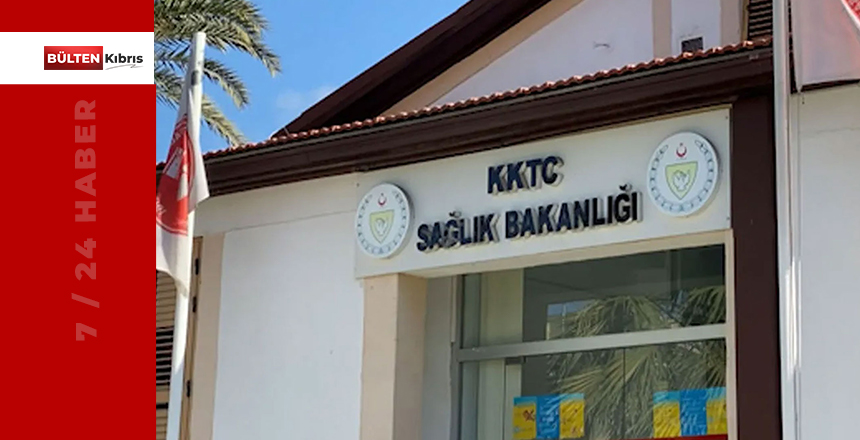 BÜLTEN Kıbrıs
7 / 24 HABER
KKTC
SAĞLIK BAKANLIĞI